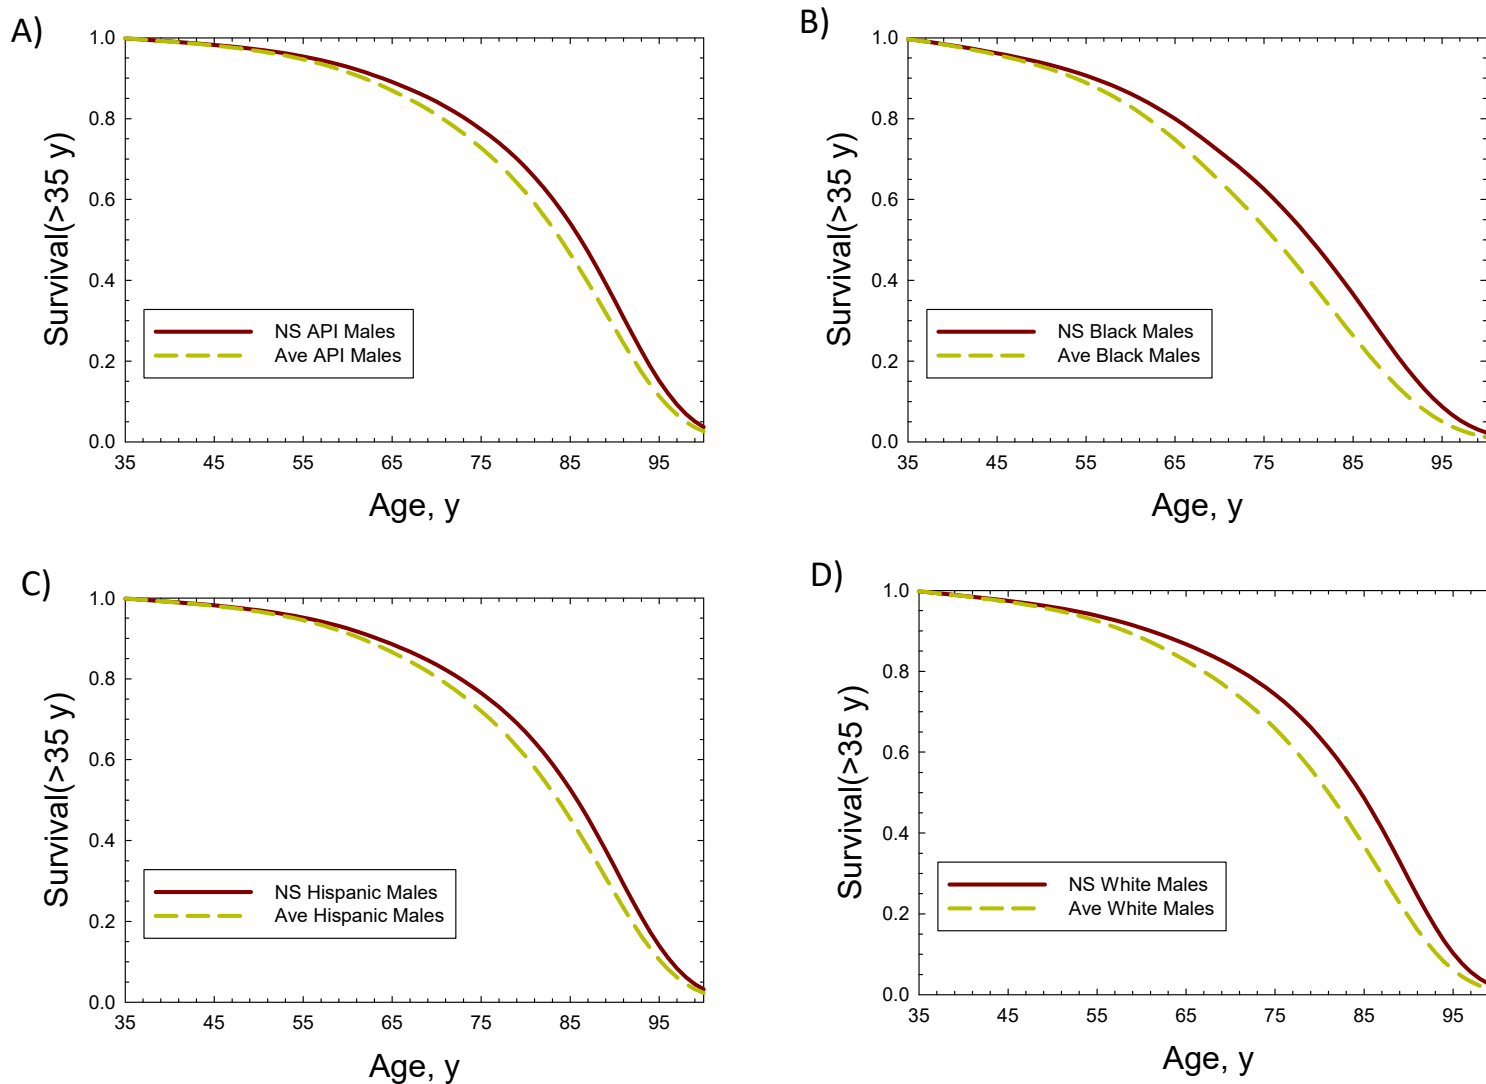 A)
1.0
0.8
0.6
0.4
0.2
0.0
Survival(>35 y)
NS API Males
Ave API Males
35 45 55 65 75 85 95
Age, y
B)
1.0
0.8
0.6
0.4
0.2
0.0
Survival(>35 y)
NS Black Males
Ave Black Males
35 45 55 65 75 85 95
Age, y
C)
1.0
0.8
0.6
0.4
0.2
0.0
Survival(>35 y)
NS Hispanic Males
Ave Hispanic Males
35 45 55 65 75 85 95
Age, y
D)
1.0
0.8
0.6
0.4
0.2
0.0
Survival(>35 y)
NS White Males
Ave White Males
35 45 55 65 75 85 95
Age, y